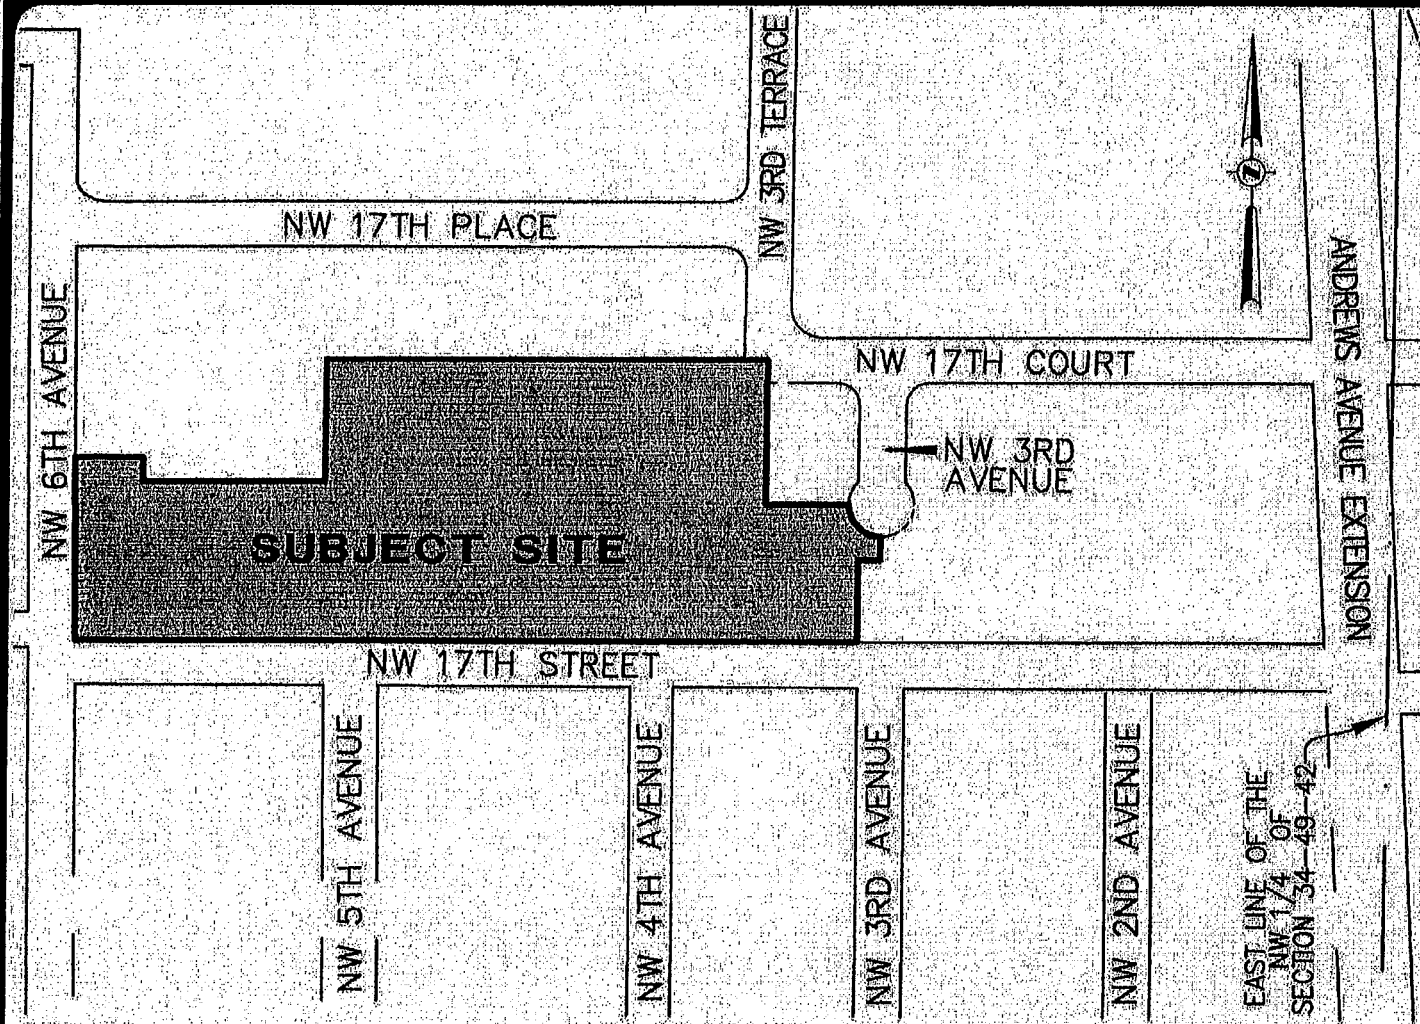 NW 3RD TERRACE
NW 17TH PLACE
NW 6TH AVENUE
ANDREWS AVENUE EXTENSION
NW 17TH COURT
NW 3RD
AVENUE
SUBJECT SITE
NW 17TH STREET
NW 5TH AVENUE
NW 4TH AVENUE
NW 3RD AVENUE
NW 2ND AVENUE
EAST LINE OF THE
NW 1/4 OF
SECTION 34-49-42
N